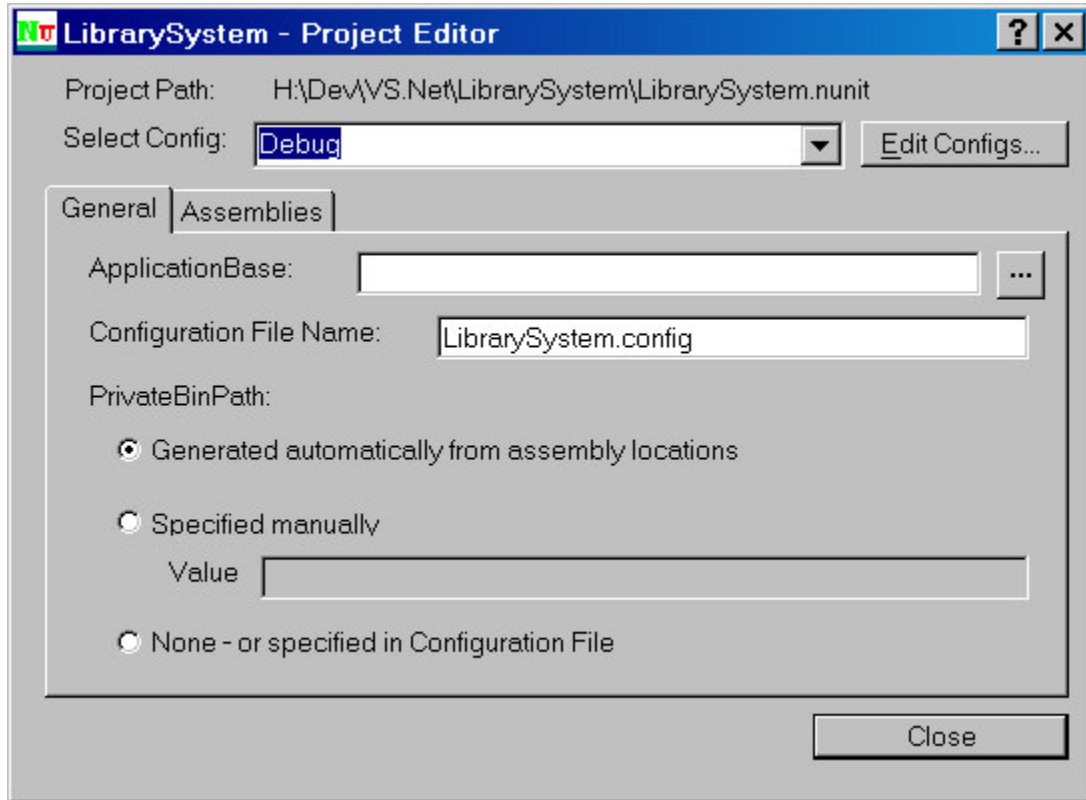 Nu LibrarySystem - Project Editor
Project Path: H:\Dev\VS.Net\LibrarySystem\LibrarySystem.nunit
Select Config: Debug Edit Configs...
General Assemblies
ApplicationBase: ...
Configuration File Name: LibrarySystem.config
PrivateBinPath:
Generated automatically from assembly locations
Specified manually
Value
None - or specified in Configuration File
Close